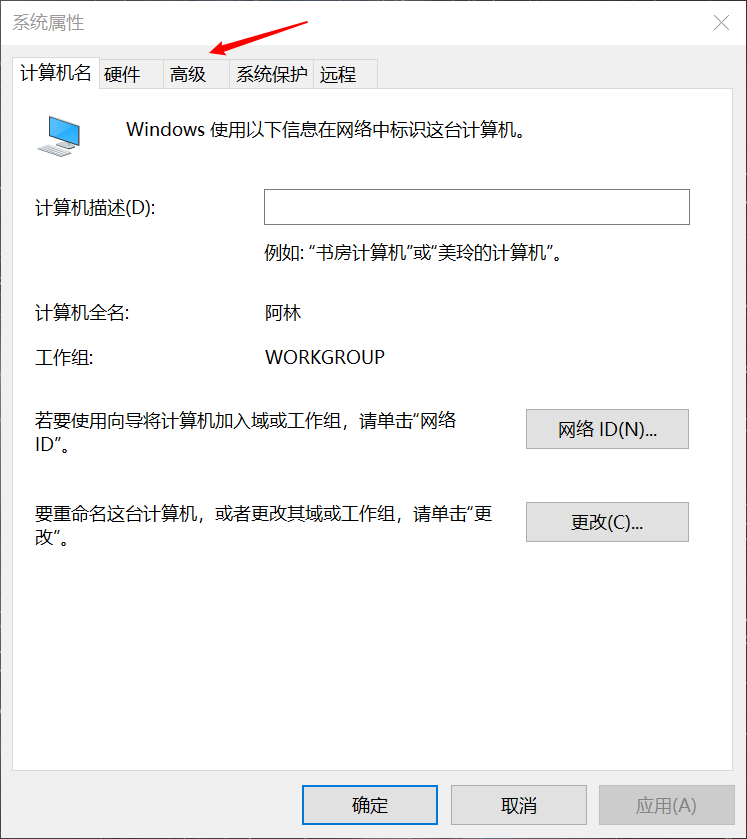 系统属性
计算机名 硬件 高级 系统保护 远程
Windows 使用以下信息在网络中标识这台计算机。
计算机描述(D):
例如: “书房计算机”或“美玲的计算机”。
计算机全名: 阿林
工作组: WORKGROUP
若要使用向导将计算机加入域或工作组，请单击“网络
ID”。
网络 ID(N)...
要重命名这台计算机，或者更改其域或工作组，请单击“更
改”。
更改(C)...
确定 取消 应用(A)